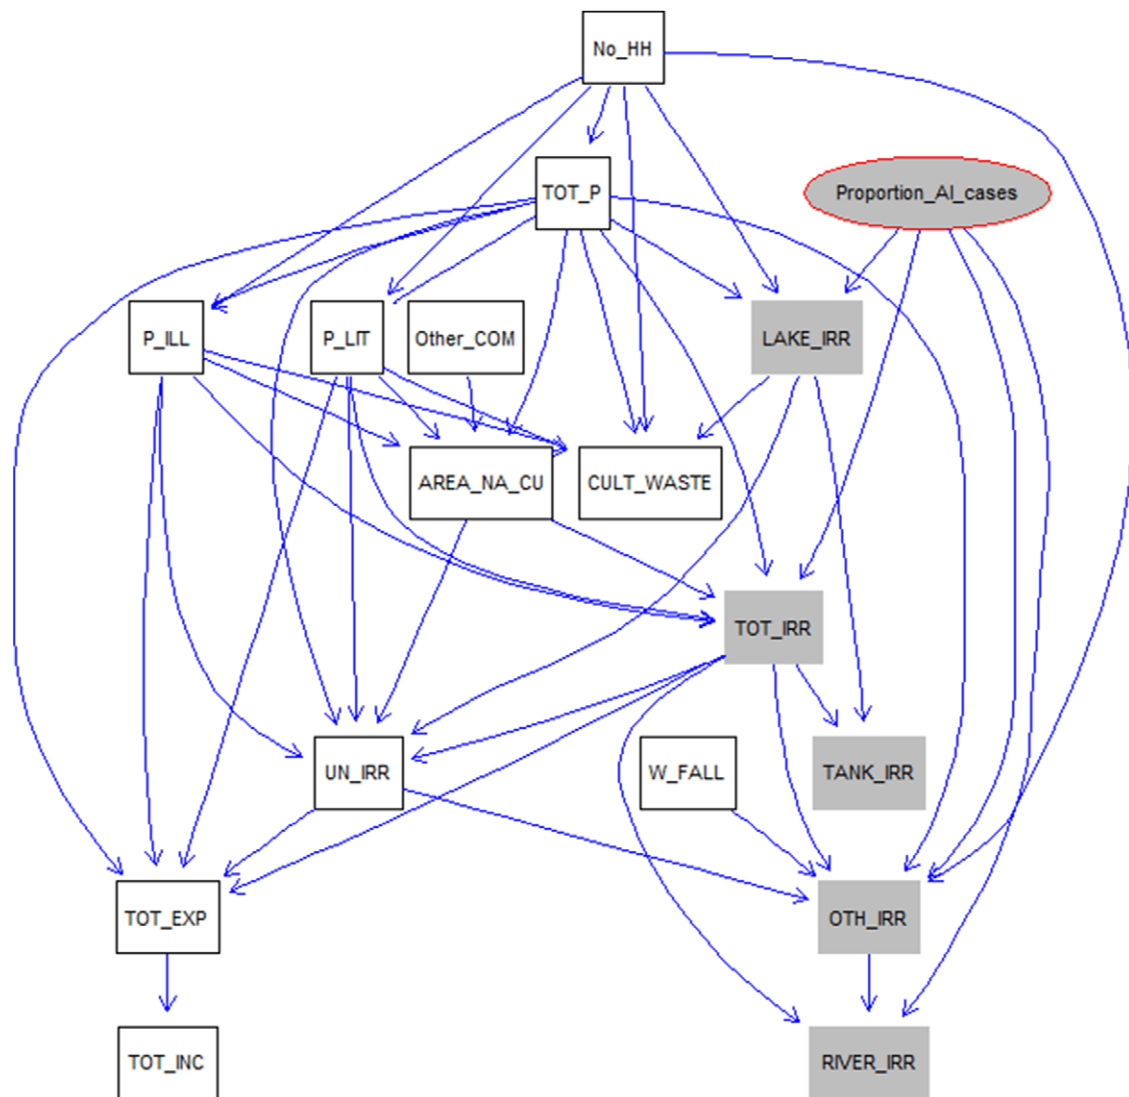 No_HH
TOT_P
Proportion_AI_cases
P_ILL
P_LIT
Other_COM
LAKE_IRR
AREA_NA_CU
CULT_WASTE
TOT_IRR
UN_IRR
W_FALL
TANK_IRR
TOT_EXP
OTH_IRR
TOT_INC
RIVER_IRR